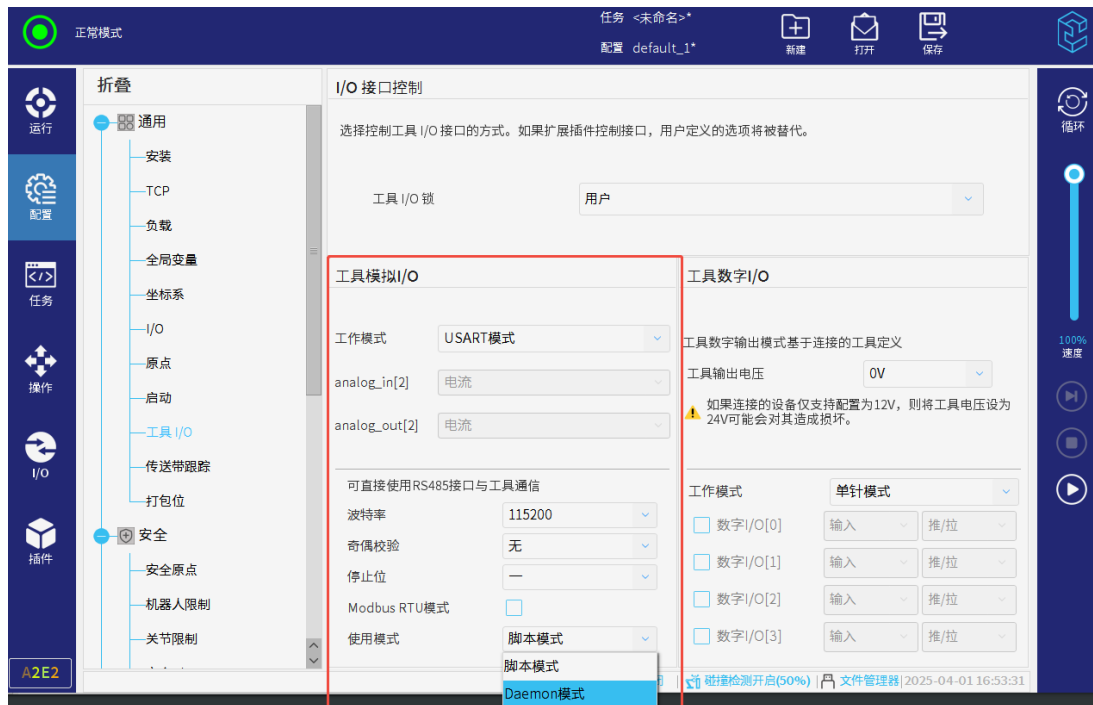 正常模式
任务 <未命名>*
配置 default_1*
新建
打开
保存
运行
配置
任务
操作
I/O
插件
A2E2
折叠
通用
安装
TCP
负载
全局变量
坐标系
I/O
原点
启动
工具 I/O
传送带跟踪
打包位
安全
安全原点
机器人限制
关节限制
I/O 接口控制
选择控制工具 I/O 接口的方式。如果扩展插件控制接口，用户定义的选项将被替代。
工具 I/O 锁 用户
工具模拟I/O
工作模式 USART模式
analog_in[2] 电流
analog_out[2] 电流
可直接使用RS485接口与工具通信
波特率 115200
奇偶校验 无
停止位 一
Modbus RTU模式
使用模式 脚本模式
脚本模式
Daemon模式
工具数字I/O
工具数字输出模式基于连接的工具定义
工具输出电压 0V
如果连接的设备仅支持配置为12V，则将工具电压设为
24V可能会对其造成损坏。
工作模式 单针模式
数字I/O[0] 输入 推/拉
数字I/O[1] 输入 推/拉
数字I/O[2] 输入 推/拉
数字I/O[3] 输入 推/拉
碰撞检测开启(50%) | 文件管理器 | 2025-04-01 16:53:31
循环
100%
速度